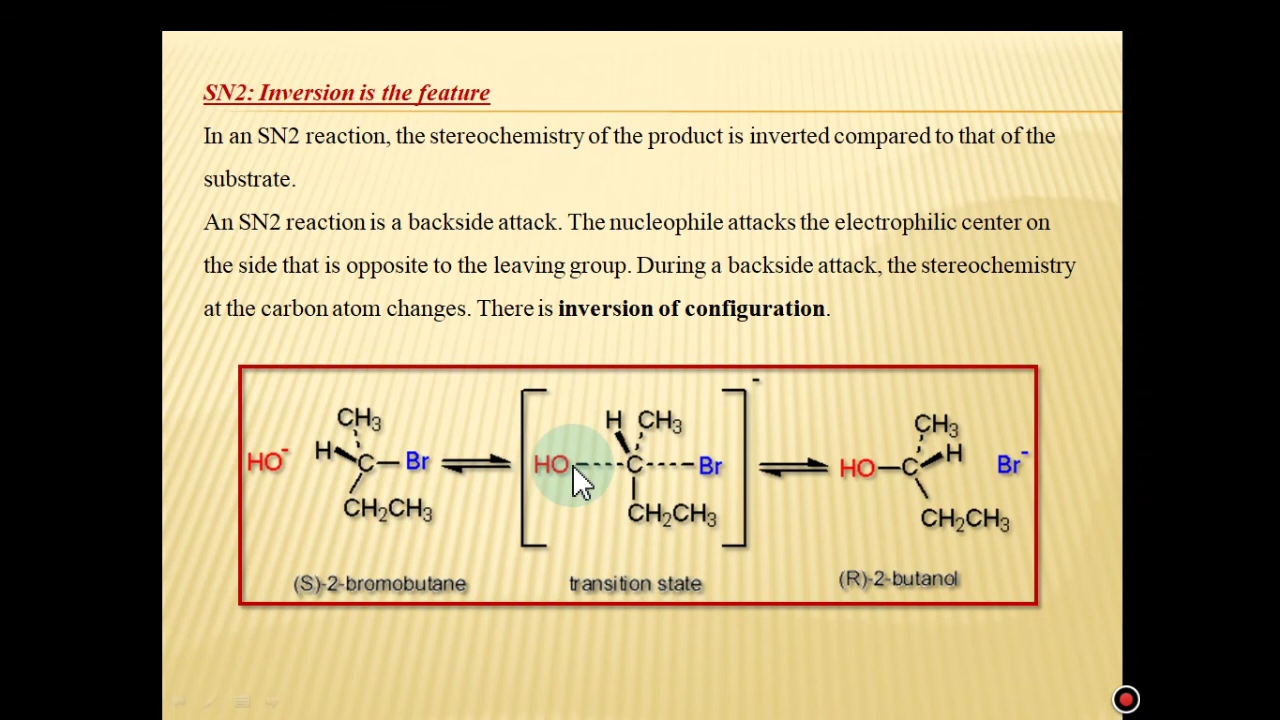 SN2: Inversion is the feature
In an SN2 reaction, the stereochemistry of the product is inverted compared to that of the
substrate.
An SN2 reaction is a backside attack. The nucleophile attacks the electrophilic center on
the side that is opposite to the leaving group. During a backside attack, the stereochemistry
at the carbon atom changes. There is inversion of configuration.
HO⁻ CH₃ H C Br CH₂CH₃
[HO H CH₃ C Br CH₂CH₃]⁻
HO CH₃ C H CH₂CH₃ Br⁻
(S)-2-bromobutane
transition state
(R)-2-butanol